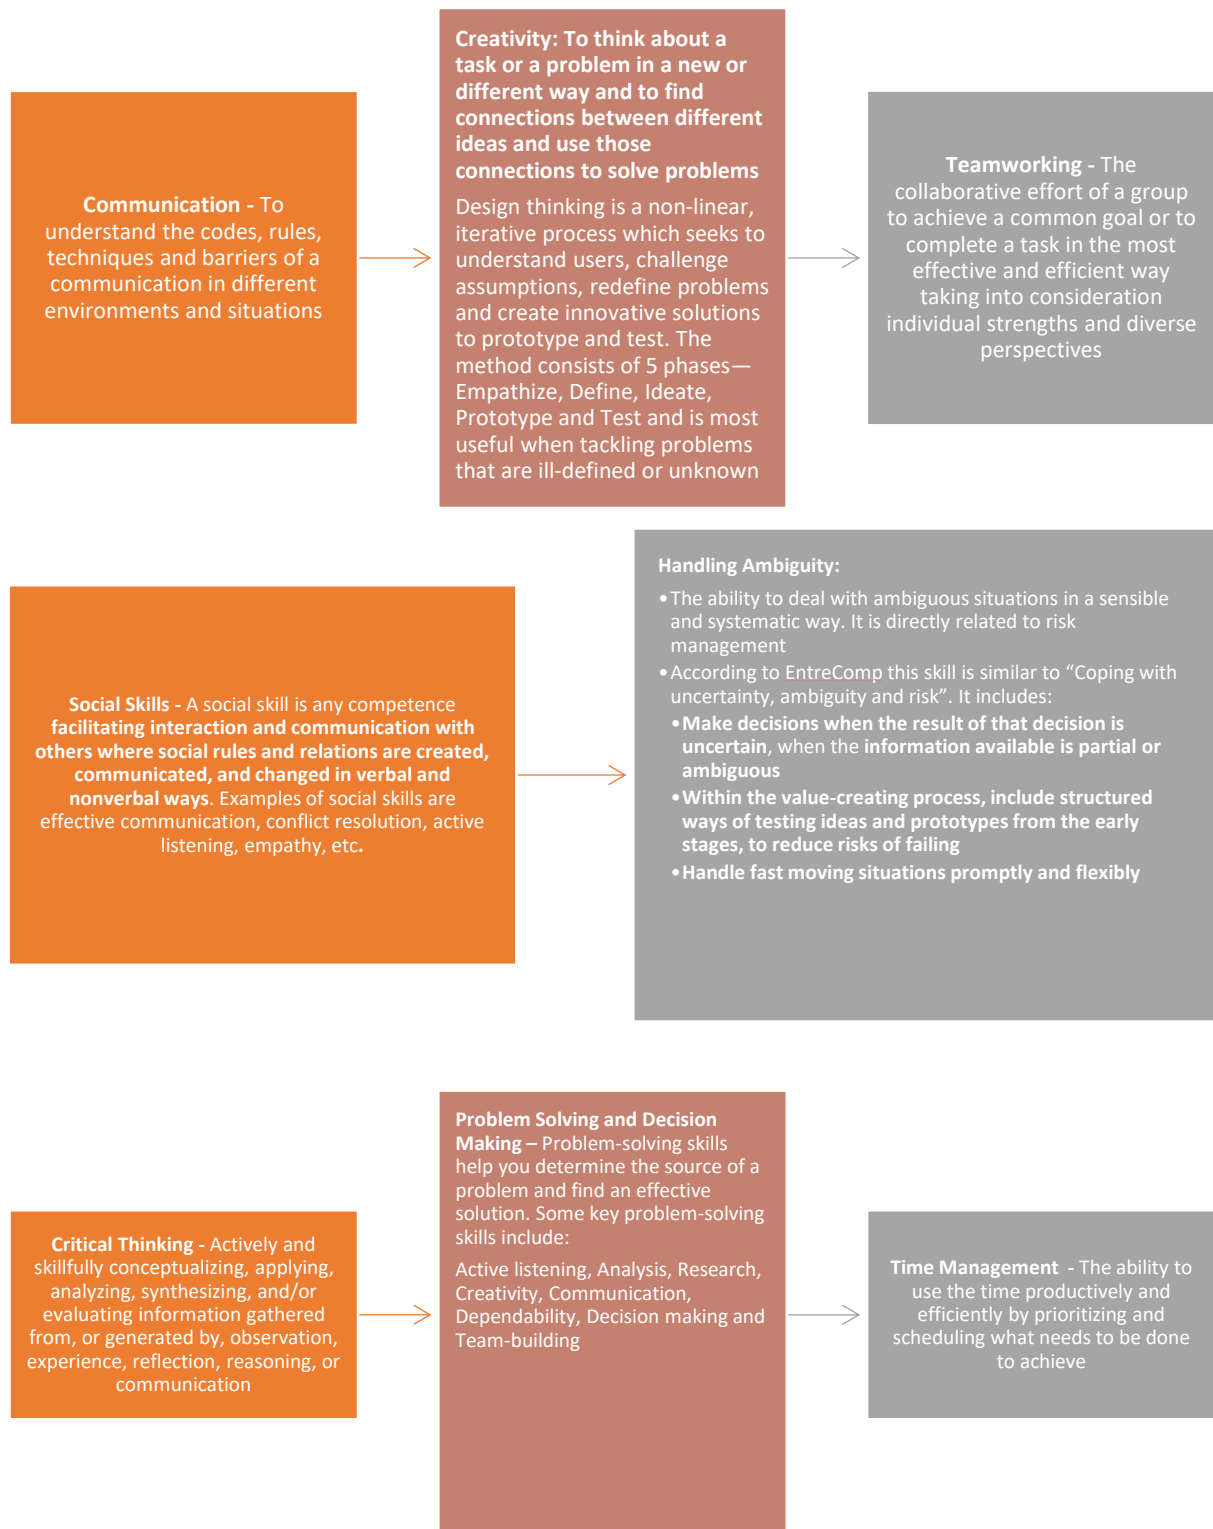 Communication - To
understand the codes, rules,
techniques and barriers of a
communication in different
environments and situations
Creativity: To think about a
task or a problem in a new or
different way and to find
connections between different
ideas and use those
connections to solve problems
Design thinking is a non-linear,
iterative process which seeks to
understand users, challenge
assumptions, redefine problems
and create innovative solutions
to prototype and test. The
method consists of 5 phases—
Empathize, Define, Ideate,
Prototype and Test and is most
useful when tackling problems
that are ill-defined or unknown
Teamworking - The
collaborative effort of a group
to achieve a common goal or to
complete a task in the most
effective and efficient way
taking into consideration
individual strengths and diverse
perspectives
Social Skills - A social skill is any competence
facilitating interaction and communication with
others where social rules and relations are created,
communicated, and changed in verbal and
nonverbal ways. Examples of social skills are
effective communication, conflict resolution, active
listening, empathy, etc.
Handling Ambiguity:
•The ability to deal with ambiguous situations in a sensible
and systematic way. It is directly related to risk
management
•According to EntreComp this skill is similar to “Coping with
uncertainty, ambiguity and risk”. It includes:
•Make decisions when the result of that decision is
uncertain, when the information available is partial or
ambiguous
•Within the value-creating process, include structured
ways of testing ideas and prototypes from the early
stages, to reduce risks of failing
•Handle fast moving situations promptly and flexibly
Critical Thinking - Actively and
skillfully conceptualizing, applying,
analyzing, synthesizing, and/or
evaluating information gathered
from, or generated by, observation,
experience, reflection, reasoning, or
communication
Problem Solving and Decision
Making – Problem-solving skills
help you determine the source of a
problem and find an effective
solution. Some key problem-solving
skills include:
Active listening, Analysis, Research,
Creativity, Communication,
Dependability, Decision making and
Team-building
Time Management - The ability to
use the time productively and
efficiently by prioritizing and
scheduling what needs to be done
to achieve